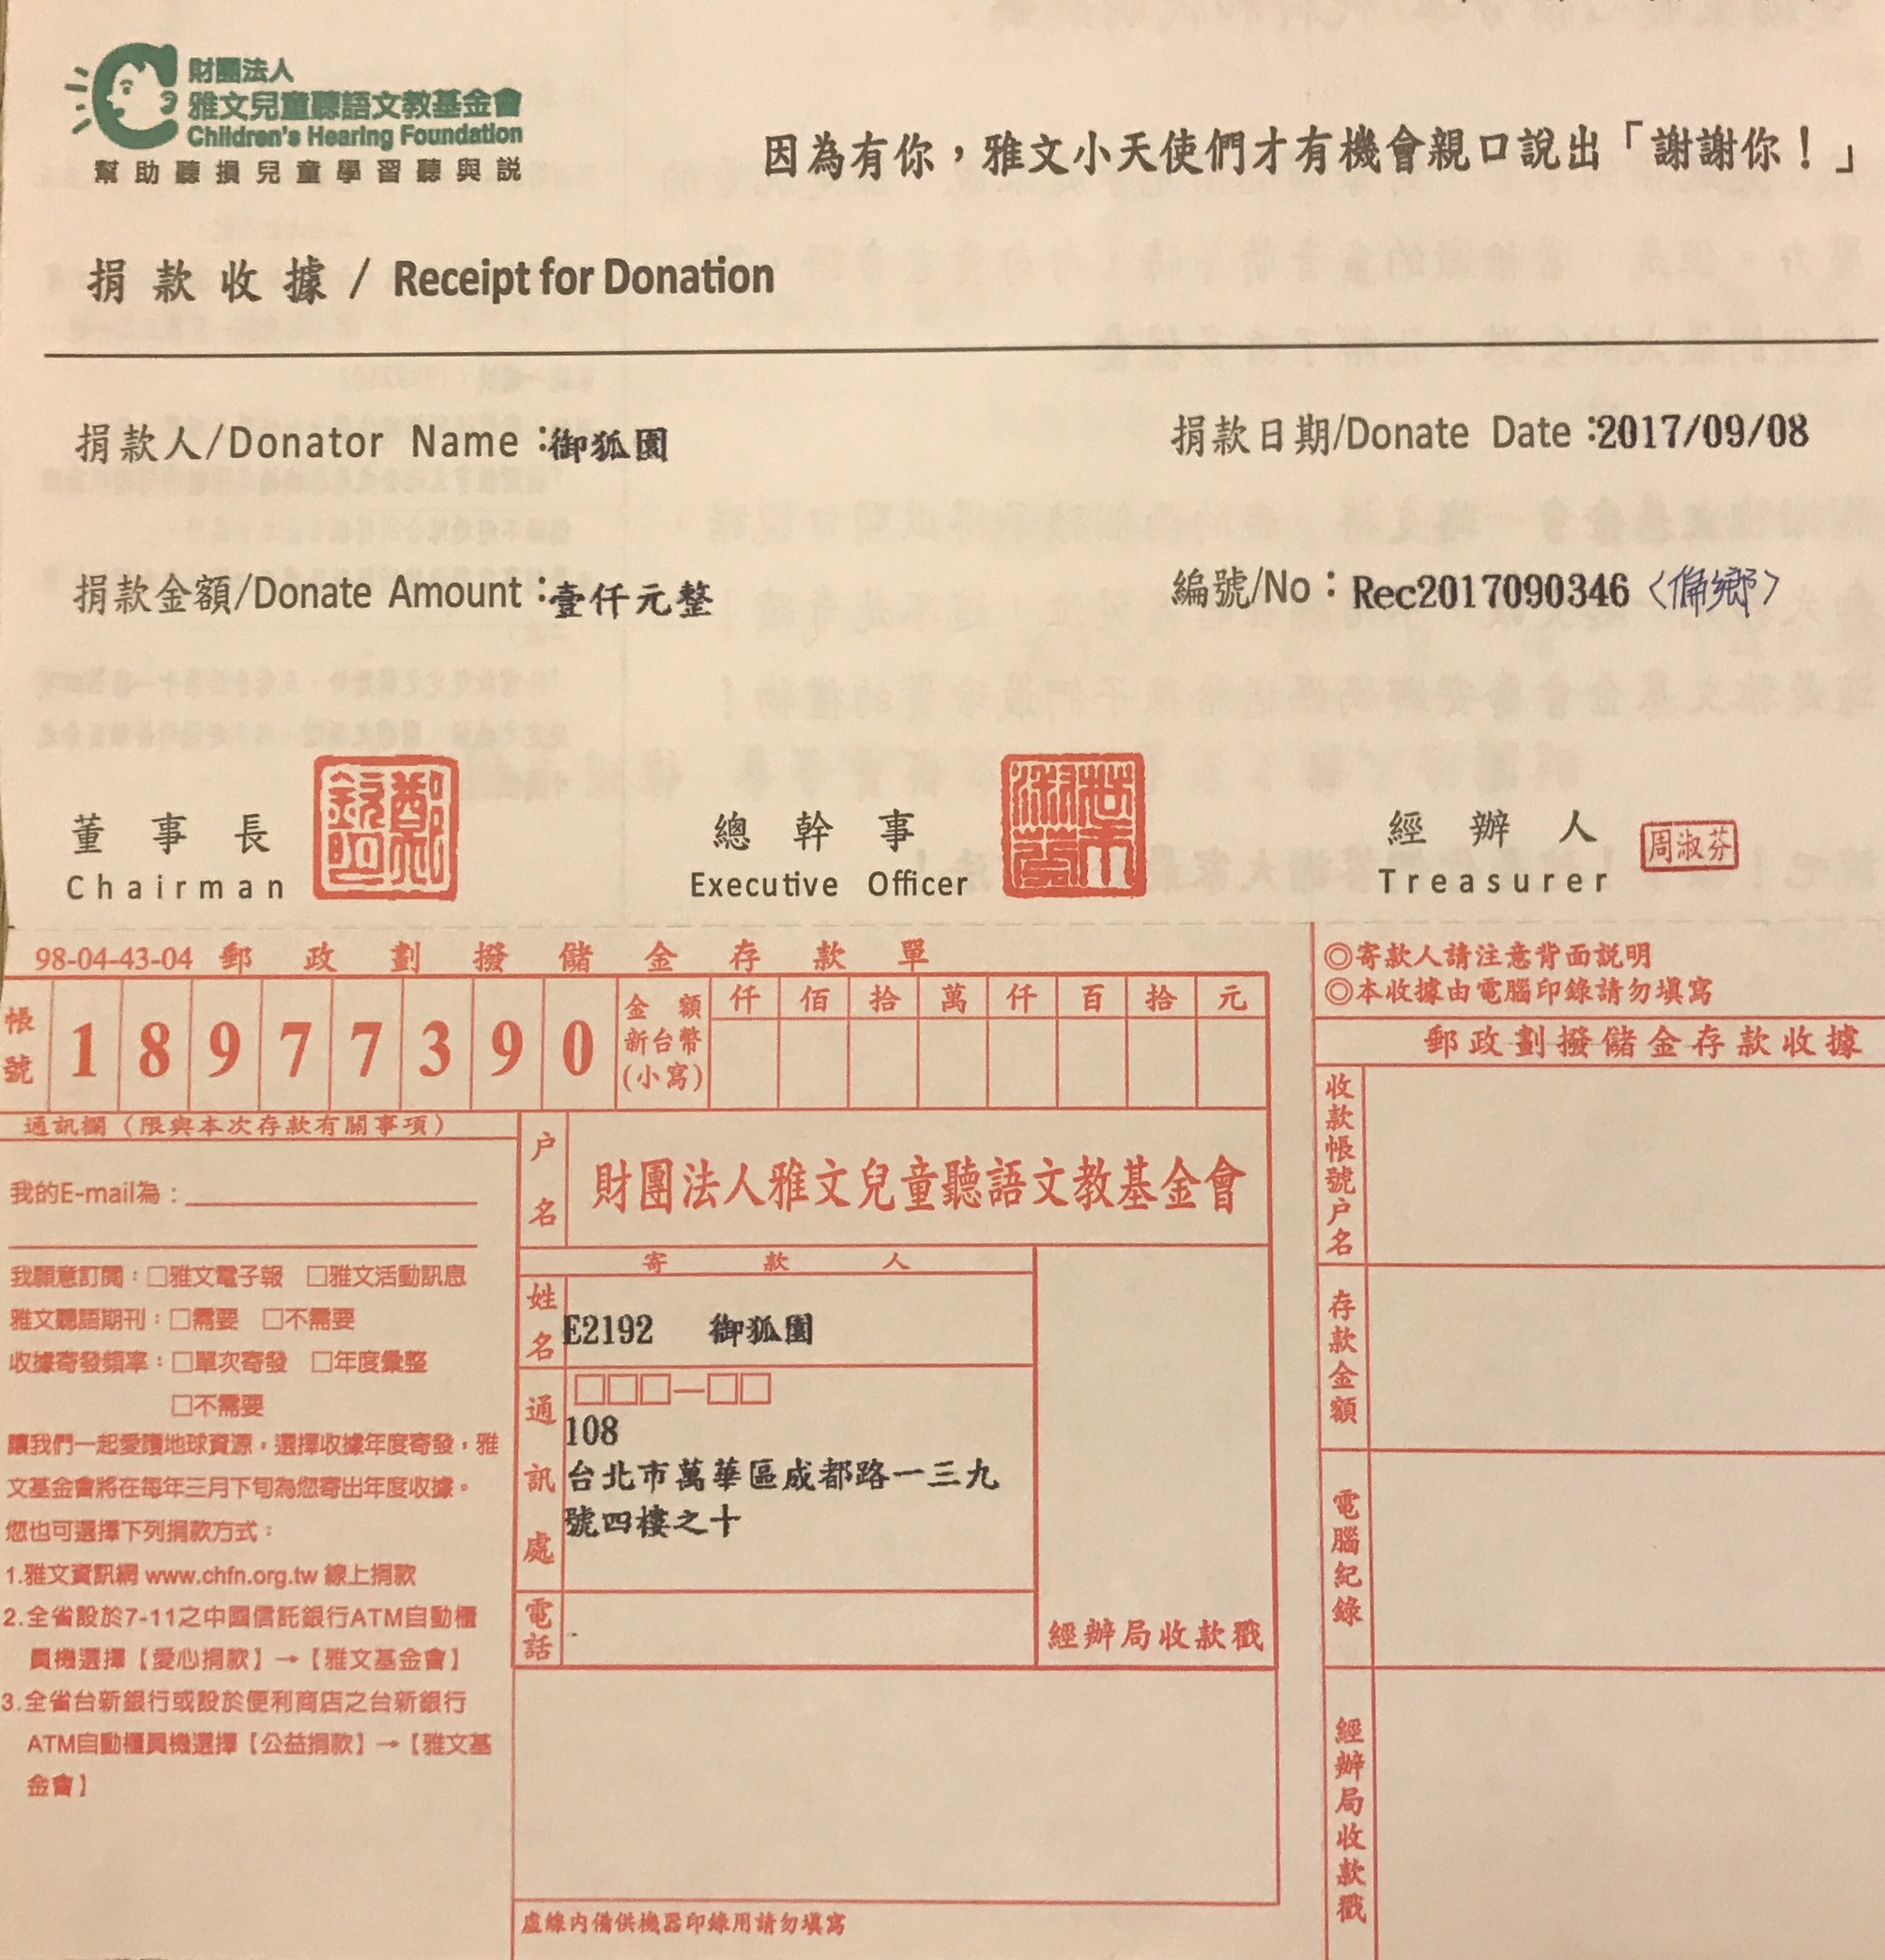 財團法人
雅文兒童聽語文教基金會
Children's Hearing Foundation
幫助聽損兒童學習聽與說
因為有你，雅文小天使們才有機會親口說出「謝謝你！」
捐款收據 / Receipt for Donation
捐款人/Donator Name：御狐園
捐款日期/Donate Date：2017/09/08
捐款金額/Donate Amount：壹仟元整
編號/No：Rec2017090346〈偏鄉〉
董事長
Chairman
總幹事
Executive Officer
經辦人
Treasurer
周淑芬
98-04-43-04 郵政劃撥儲金存款單
帳號 18977390
金額
新台幣
(小寫)
仟佰拾萬仟百拾元
通訊欄（限與本次存款有關事項）
我的E-mail為：
我願意訂閱：□雅文電子報 □雅文活動訊息
雅文聽語期刊：□需要 □不需要
收據寄發頻率：□單次寄發 □年度彙整
□不需要
讓我們一起愛護地球資源，選擇收據年度寄發，雅
文基金會將在每年三月下旬為您寄出年度收據。
您也可選擇下列捐款方式：
1.雅文資訊網 www.chfn.org.tw 線上捐款
2.全省設於7-11之中國信託銀行ATM自動櫃
員機選擇【愛心捐款】→【雅文基金會】
3.全省台新銀行或設於便利商店之台新銀行
ATM自動櫃員機選擇【公益捐款】→【雅文基
金會】
戶名
財團法人雅文兒童聽語文教基金會
寄款人
姓名
E2192 御狐園
通訊處
□□□—□□
108
台北市萬華區成都路一三九
號四樓之十
電話
經辦局收款戳
虛線內備供機器印錄用請勿填寫
◎寄款人請注意背面説明
◎本收據由電腦印錄請勿填寫
郵政劃撥儲金存款收據
收款帳號戶名
存款金額
電腦紀錄
經辦局收款戳